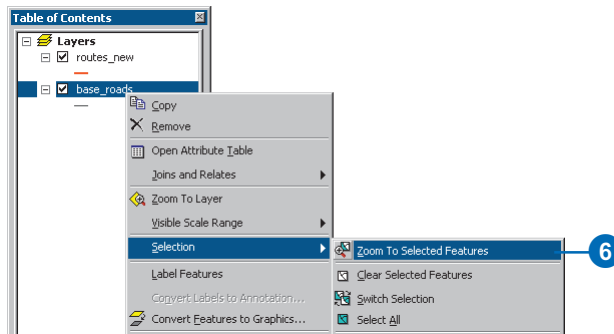 Table of Contents
Layers
routes_new
base_roads
Copy
Remove
Open Attribute Table
Joins and Relates
Zoom To Layer
Visible Scale Range
Selection
Zoom To Selected Features
6
Label Features
Clear Selected Features
Convert Labels to Annotation...
Switch Selection
Convert Features to Graphics...
Select All